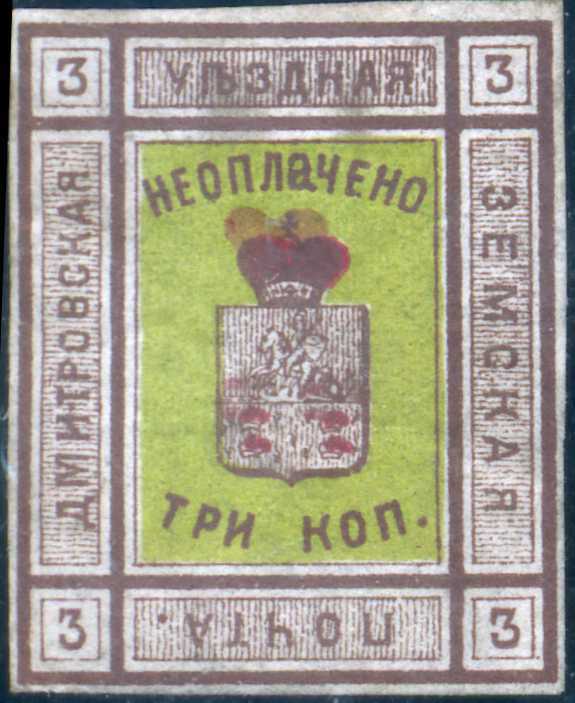 3
УѢЗДНАЯ
3
ДМИТРОВСКАЯ
НЕОПЛАЧЕНО
ЗЕМСКАЯ
ТРИ КОП.
3
ПОЧТА.
3